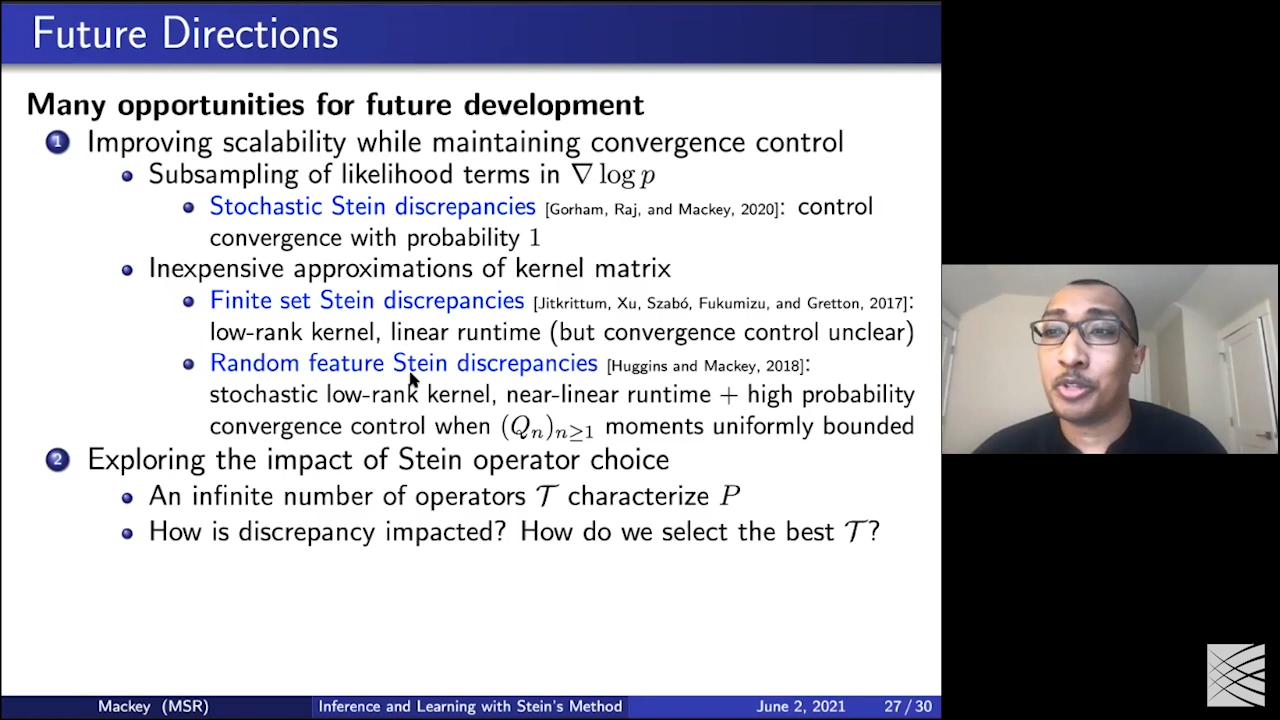 Future Directions
Many opportunities for future development
1 Improving scalability while maintaining convergence control
Subsampling of likelihood terms in ∇ log p
Stochastic Stein discrepancies [Gorham, Raj, and Mackey, 2020]: control
convergence with probability 1
Inexpensive approximations of kernel matrix
Finite set Stein discrepancies [Jitkrittum, Xu, Szabó, Fukumizu, and Gretton, 2017]:
low-rank kernel, linear runtime (but convergence control unclear)
Random feature Stein discrepancies [Huggins and Mackey, 2018]:
stochastic low-rank kernel, near-linear runtime + high probability
convergence control when (Qₙ)ₙ≥₁ moments uniformly bounded
2 Exploring the impact of Stein operator choice
An infinite number of operators 𝒯 characterize P
How is discrepancy impacted? How do we select the best 𝒯?
Mackey (MSR) Inference and Learning with Stein's Method June 2, 2021 27 / 30